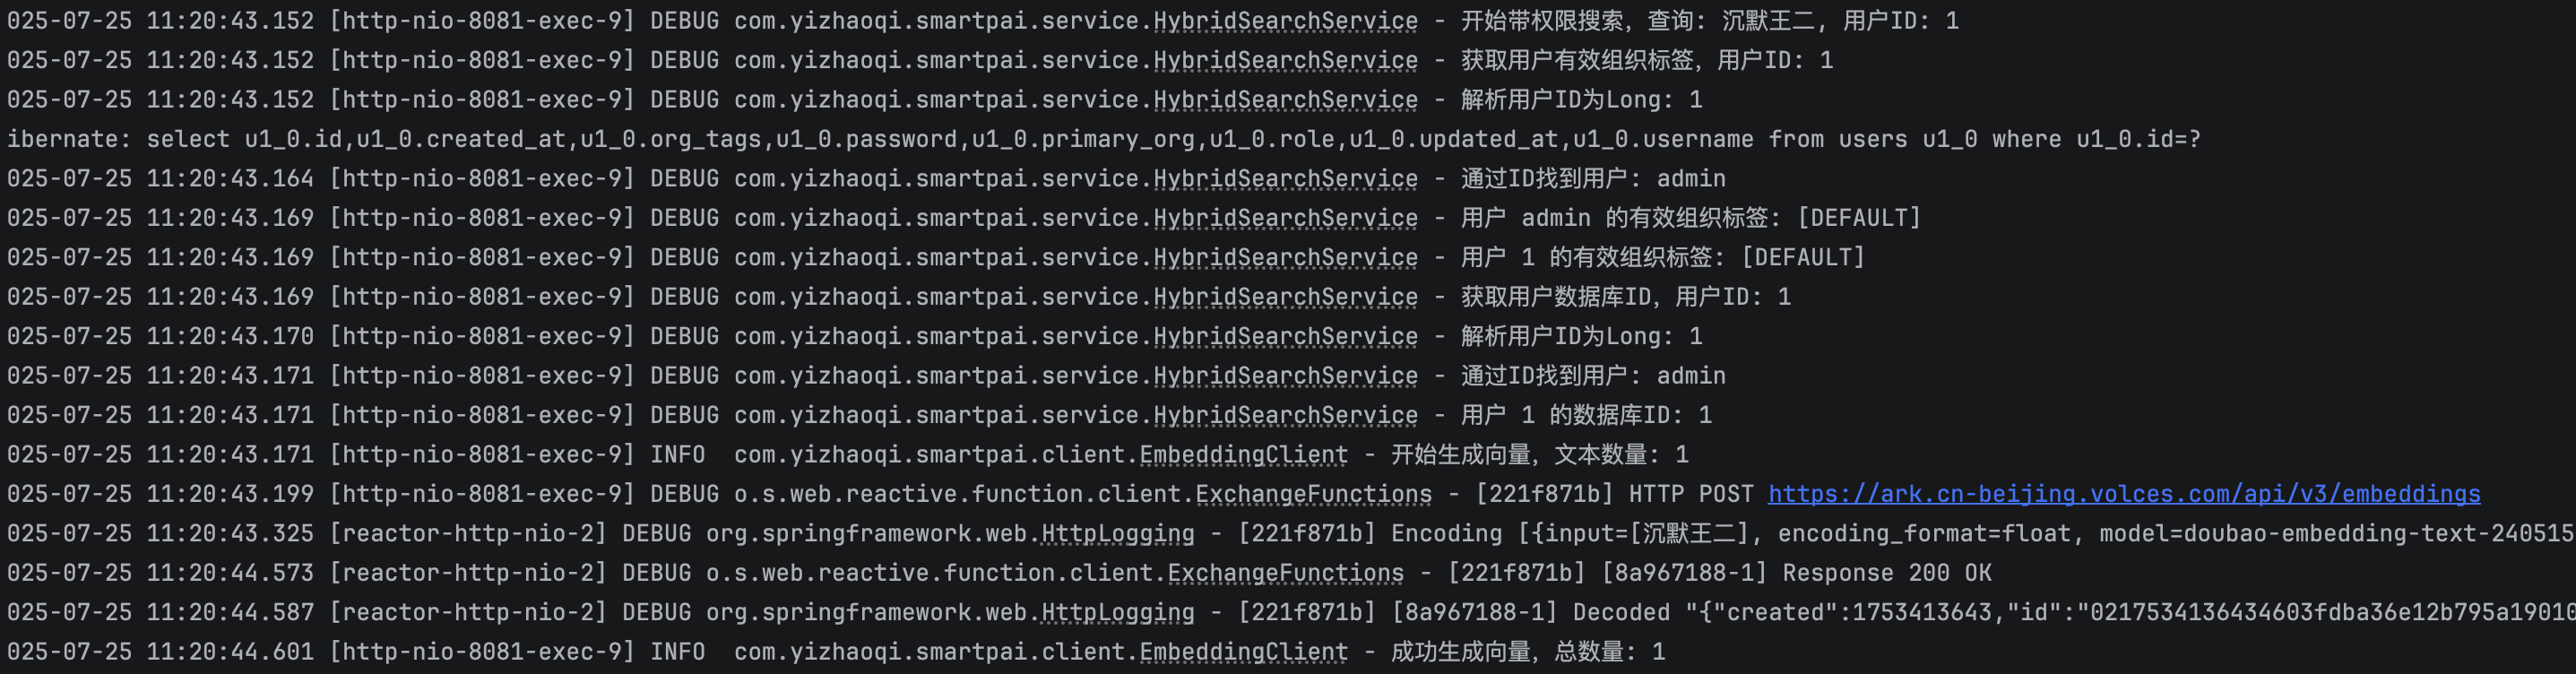 025-07-25 11:20:43.152 [http-nio-8081-exec-9] DEBUG com.yizhaoqi.smartpai.service.HybridSearchService - 开始带权限搜索，查询: 沉默王二, 用户ID: 1
025-07-25 11:20:43.152 [http-nio-8081-exec-9] DEBUG com.yizhaoqi.smartpai.service.HybridSearchService - 获取用户有效组织标签，用户ID: 1
025-07-25 11:20:43.152 [http-nio-8081-exec-9] DEBUG com.yizhaoqi.smartpai.service.HybridSearchService - 解析用户ID为Long: 1
ibernate: select u1_0.id,u1_0.created_at,u1_0.org_tags,u1_0.password,u1_0.primary_org,u1_0.role,u1_0.updated_at,u1_0.username from users u1_0 where u1_0.id=?
025-07-25 11:20:43.164 [http-nio-8081-exec-9] DEBUG com.yizhaoqi.smartpai.service.HybridSearchService - 通过ID找到用户: admin
025-07-25 11:20:43.169 [http-nio-8081-exec-9] DEBUG com.yizhaoqi.smartpai.service.HybridSearchService - 用户 admin 的有效组织标签: [DEFAULT]
025-07-25 11:20:43.169 [http-nio-8081-exec-9] DEBUG com.yizhaoqi.smartpai.service.HybridSearchService - 用户 1 的有效组织标签: [DEFAULT]
025-07-25 11:20:43.169 [http-nio-8081-exec-9] DEBUG com.yizhaoqi.smartpai.service.HybridSearchService - 获取用户数据库ID，用户ID: 1
025-07-25 11:20:43.170 [http-nio-8081-exec-9] DEBUG com.yizhaoqi.smartpai.service.HybridSearchService - 解析用户ID为Long: 1
025-07-25 11:20:43.171 [http-nio-8081-exec-9] DEBUG com.yizhaoqi.smartpai.service.HybridSearchService - 通过ID找到用户: admin
025-07-25 11:20:43.171 [http-nio-8081-exec-9] DEBUG com.yizhaoqi.smartpai.service.HybridSearchService - 用户 1 的数据库ID: 1
025-07-25 11:20:43.171 [http-nio-8081-exec-9] INFO  com.yizhaoqi.smartpai.client.EmbeddingClient - 开始生成向量，文本数量: 1
025-07-25 11:20:43.199 [http-nio-8081-exec-9] DEBUG o.s.web.reactive.function.client.ExchangeFunctions - [221f871b] HTTP POST https://ark.cn-beijing.volces.com/api/v3/embeddings
025-07-25 11:20:43.325 [reactor-http-nio-2] DEBUG org.springframework.web.HttpLogging - [221f871b] Encoding [{input=[沉默王二], encoding_format=float, model=doubao-embedding-text-240515
025-07-25 11:20:44.573 [reactor-http-nio-2] DEBUG o.s.web.reactive.function.client.ExchangeFunctions - [221f871b] [8a967188-1] Response 200 OK
025-07-25 11:20:44.587 [reactor-http-nio-2] DEBUG org.springframework.web.HttpLogging - [221f871b] [8a967188-1] Decoded "{"created":1753413643,"id":"0217534136434603fdba36e12b795a19010
025-07-25 11:20:44.601 [http-nio-8081-exec-9] INFO  com.yizhaoqi.smartpai.client.EmbeddingClient - 成功生成向量，总数量: 1